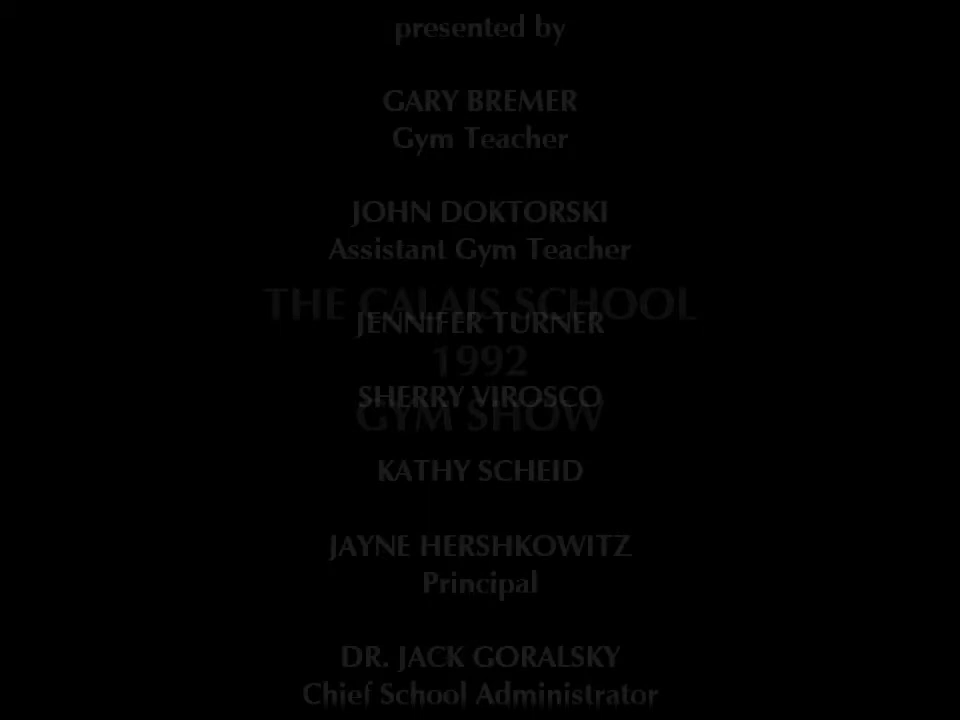 presented by
GARY BREMER
Gym Teacher
JOHN DOKTORSKI
Assistant Gym Teacher
THE CALAIS SCHOOL
JENNIFER TURNER
1992
SHERRY VIROSCO
GYM SHOW
KATHY SCHEID
JAYNE HERSHKOWITZ
Principal
DR. JACK GORALSKY
Chief School Administrator